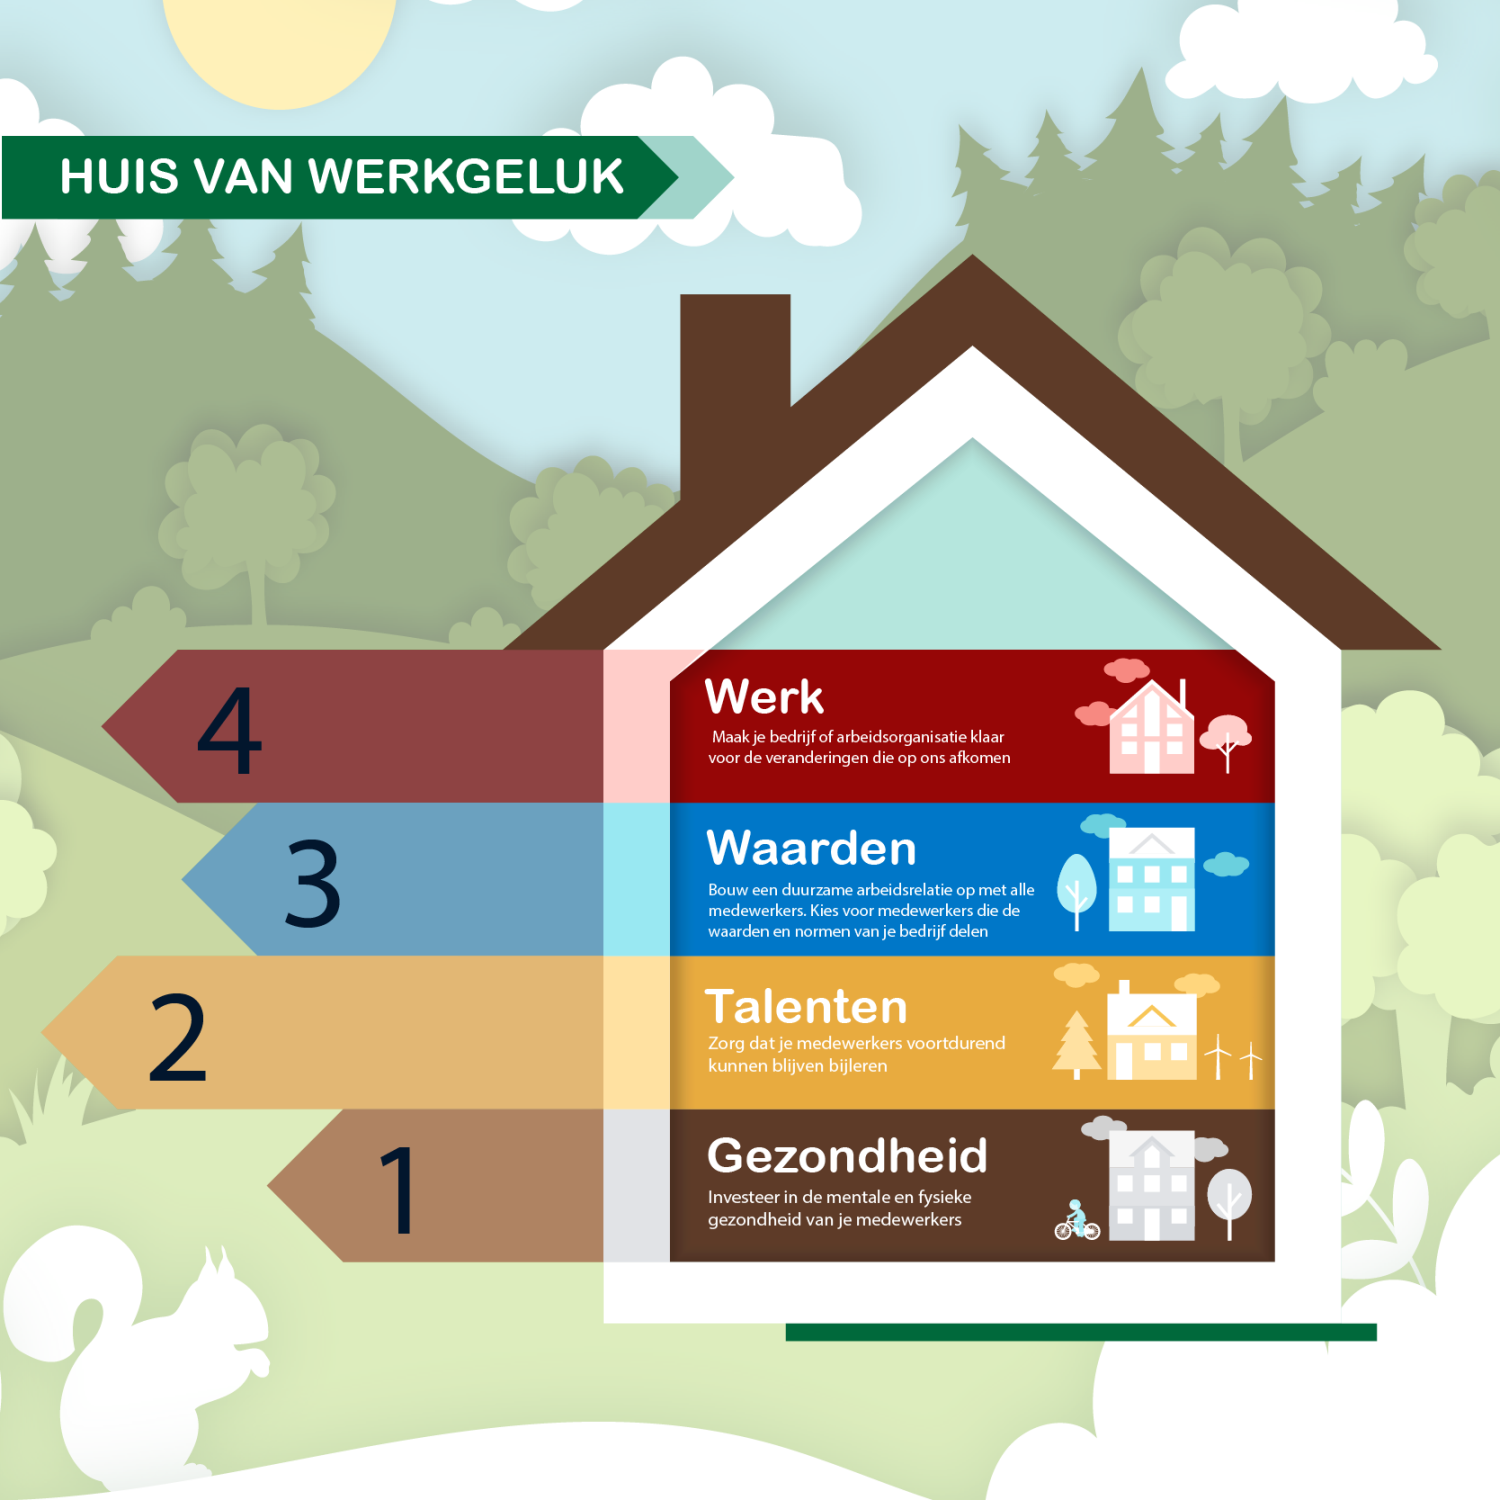 HUIS VAN WERKGELUK
4
Werk
Maak je bedrijf of arbeidsorganisatie klaar
voor de veranderingen die op ons afkomen
3
Waarden
Bouw een duurzame arbeidsrelatie op met alle
medewerkers. Kies voor medewerkers die de
waarden en normen van je bedrijf delen
2
Talenten
Zorg dat je medewerkers voortdurend
kunnen blijven bijleren
1
Gezondheid
Investeer in de mentale en fysieke
gezondheid van je medewerkers